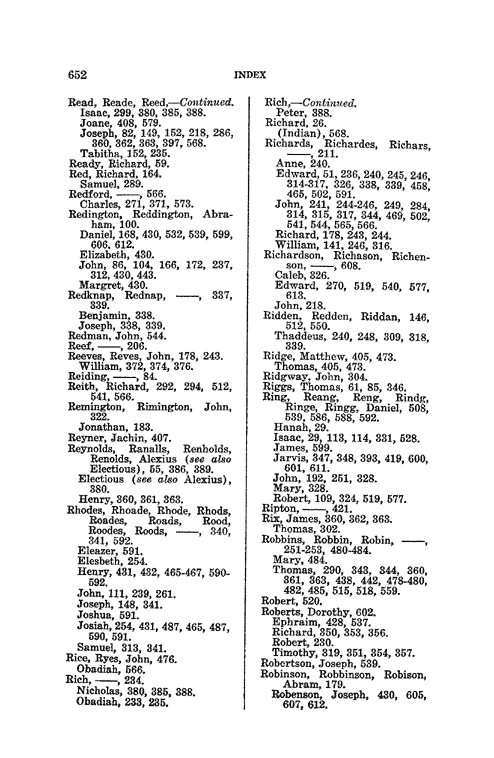 652 INDEX
Read, Reade, Reed,—Continued.
Isaac, 299, 380, 385, 388.
Joane, 408, 579.
Joseph, 82, 149, 152, 218, 286,
360, 362, 363, 397, 568.
Tabitha, 152, 235.
Ready, Richard, 59.
Red, Richard, 164.
Samuel, 289.
Redford, ——, 566.
Charles, 271, 371, 573.
Redington, Reddington, Abra-
ham, 100.
Daniel, 168, 430, 532, 539, 599,
606, 612.
Elizabeth, 430.
John, 86, 104, 166, 172, 237,
312, 430, 443.
Margret, 430.
Redknap, Rednap, ——, 337,
339.
Benjamin, 338.
Joseph, 338, 339.
Redman, John, 544.
Reef, ——, 206.
Reeves, Reves, John, 178, 243.
William, 372, 374, 376.
Reiding, ——, 84.
Reith, Richard, 292, 294, 512,
541, 566.
Remington, Rimington, John,
322.
Jonathan, 183.
Reyner, Jachin, 407.
Reynolds, Ranalls, Renholds,
Renolds, Alexius (see also
Electious), 55, 386, 389.
Electious (see also Alexius),
380.
Henry, 360, 361, 363.
Rhodes, Rhoade, Rhode, Rhods,
Roades, Roads, Rood,
Roodes, Roods, ——, 340,
341, 592.
Eleazer, 591.
Elesbeth, 254.
Henry, 431, 432, 465-467, 590-
592.
John, 111, 239, 261.
Joseph, 148, 341.
Joshua, 591.
Josiah, 254, 431, 487, 465, 487,
590, 591.
Samuel, 313, 341.
Rice, Ryes, John, 476.
Obadiah, 566.
Rich, ——, 234.
Nicholas, 380, 385, 388.
Obadiah, 233, 235.
Rich,—Continued.
Peter, 388.
Richard, 26.
(Indian), 568.
Richards, Richardes, Richars,
——, 211.
Anne, 240.
Edward, 51, 236, 240, 245, 246,
314-317, 326, 338, 339, 458,
465, 502, 591.
John, 241, 244-246, 249, 284,
314, 315, 317, 344, 469, 502,
541, 544, 565, 566.
Richard, 178, 243, 244.
William, 141, 246, 316.
Richardson, Richason, Richen-
son, ——, 608.
Caleb, 326.
Edward, 270, 519, 540, 577,
613.
John, 218.
Ridden, Redden, Riddan, 146,
512, 550.
Thaddeus, 240, 248, 309, 318,
339.
Ridge, Matthew, 405, 473.
Thomas, 405, 473.
Ridgway, John, 304.
Riggs, Thomas, 61, 85, 346.
Ring, Reang, Reng, Rindg,
Ringe, Ringg, Daniel, 508,
539, 586, 588, 592.
Hanah, 29.
Isaac, 29, 113, 114, 331, 528.
James, 599.
Jarvis, 347, 348, 393, 419, 600,
601, 611.
John, 192, 251, 328.
Mary, 328.
Robert, 109, 324, 519, 577.
Ripton, ——, 421.
Rix, James, 360, 362, 363.
Thomas, 302.
Robbins, Robbin, Robin, ——,
251-253, 480-484.
Mary, 484.
Thomas, 290, 343, 344, 360,
361, 363, 438, 442, 478-480,
482, 485, 515, 518, 559.
Robert, 520.
Roberts, Dorothy, 602.
Ephraim, 428, 537.
Richard, 350, 353, 356.
Robert, 230.
Timothy, 319, 351, 354, 357.
Robertson, Joseph, 539.
Robinson, Robbinson, Robison,
Abram, 179.
Robenson, Joseph, 430, 605,
607, 612.